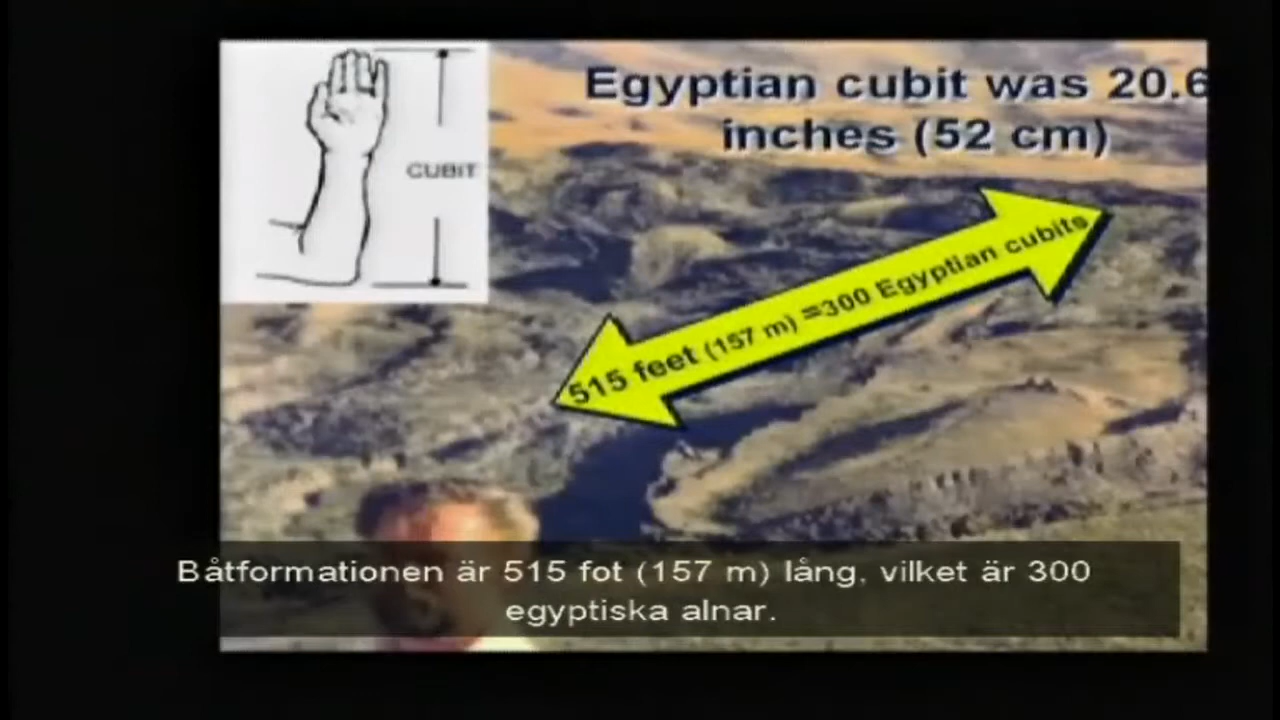 Egyptian cubit was 20.6
inches (52 cm)
CUBIT
515 feet (157 m) =300 Egyptian cubits
Båtformationen är 515 fot (157 m) lång, vilket är 300
egyptiska alnar.